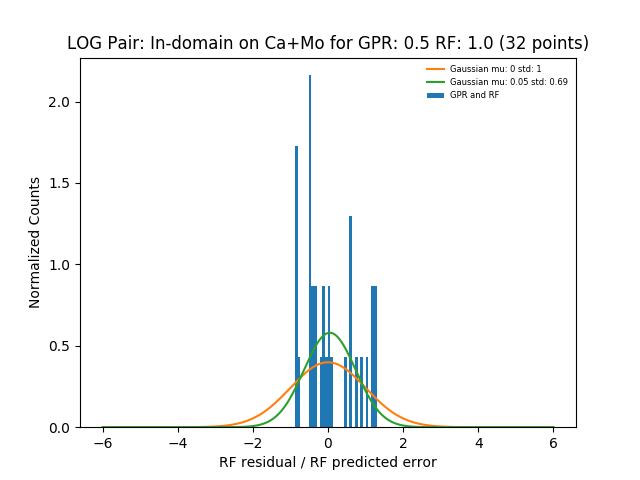 LOG Pair: In-domain on Ca+Mo for GPR: 0.5 RF: 1.0 (32 points)
Gaussian mu: 0 std: 1
Gaussian mu: 0.05 std: 0.69
GPR and RF
Normalized Counts
2.0
1.5
1.0
0.5
0.0
−6
−4
−2
0
2
4
6
RF residual / RF predicted error